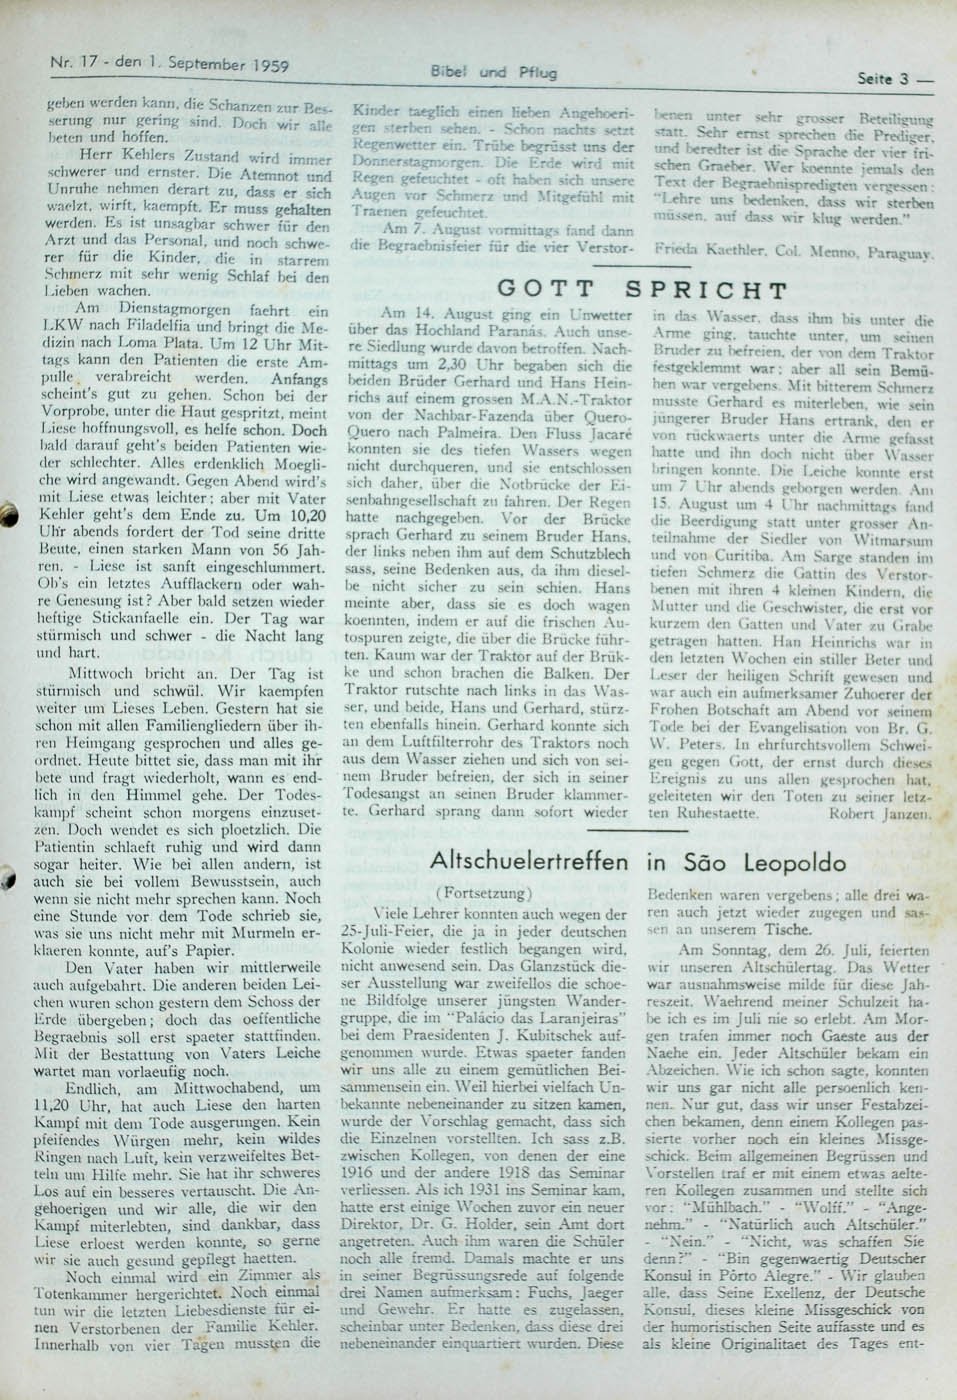 Nr. 17 - den 1. September 1959
Bibel und Pflug
Seite 3 —
geben werden kann, die Schanzen zur Bes-
serung nur gering sind. Doch wir alle
beten und hoffen.
Herr Kehlers Zustand wird immer
schwerer und ernster. Die Atemnot und
Unruhe nehmen derart zu, dass er sich
waelzt, wirft, kaempft. Er muss gehalten
werden. Es ist unsagbar schwer für den
Arzt und das Personal, und noch schwe-
rer für die Kinder, die in starrem
Schmerz mit sehr wenig Schlaf bei den
Lieben wachen.
Am Dienstagmorgen faehrt ein
LKW nach Filadelfia und bringt die Me-
dizin nach Loma Plata. Um 12 Uhr Mit-
tags kann den Patienten die erste Am-
pulle verabreicht werden. Anfangs
scheint's gut zu gehen. Schon bei der
Vorprobe, unter die Haut gespritzt, meint
Liese hoffnungsvoll, es helfe schon. Doch
bald darauf geht's beiden Patienten wie-
der schlechter. Alles erdenklich Moegli-
che wird angewandt. Gegen Abend wird's
mit Liese etwas leichter; aber mit Vater
Kehler geht's dem Ende zu. Um 10,20
Uhr abends fordert der Tod seine dritte
Beute, einen starken Mann von 56 Jah-
ren. - Liese ist sanft eingeschlummert.
Ob's ein letztes Aufflackern oder wah-
re Genesung ist? Aber bald setzen wieder
heftige Stickanfaelle ein. Der Tag war
stürmisch und schwer - die Nacht lang
und hart.
Mittwoch bricht an. Der Tag ist
stürmisch und schwül. Wir kaempfen
weiter um Lieses Leben. Gestern hat sie
schon mit allen Familiengliedern über ih-
ren Heimgang gesprochen und alles ge-
ordnet. Heute bittet sie, dass man mit ihr
bete und fragt wiederholt, wann es end-
lich in den Himmel gehe. Der Todes-
kampf scheint schon morgens einzuset-
zen. Doch wendet es sich ploetzlich. Die
Patientin schlaeft ruhig und wird dann
sogar heiter. Wie bei allen andern, ist
auch sie bei vollem Bewusstsein, auch
wenn sie nicht mehr sprechen kann. Noch
eine Stunde vor dem Tode schrieb sie,
was sie uns nicht mehr mit Murmeln er-
klaeren konnte, auf's Papier.
Den Vater haben wir mittlerweile
auch aufgebahrt. Die anderen beiden Lei-
chen wuren schon gestern dem Schoss der
Erde übergeben; doch das oeffentliche
Begraebnis soll erst spaeter stattfinden.
Mit der Bestattung von Vaters Leiche
wartet man vorlaeufig noch.
Endlich, am Mittwochabend, um
11,20 Uhr, hat auch Liese den harten
Kampf mit dem Tode ausgerungen. Kein
pfeifendes Würgen mehr, kein wildes
Ringen nach Luft, kein verzweifeltes Bet-
teln um Hilfe mehr. Sie hat ihr schweres
Los auf ein besseres vertauscht. Die An-
gehoerigen und wir alle, die wir den
Kampf miterlebten, sind dankbar, dass
Liese erloest werden konnte, so gerne
wir sie auch gesund gepflegt haetten.
Noch einmal wird ein Zimmer als
Totenkammer hergerichtet. Noch einmal
tun wir die letzten Liebesdienste für ei-
nen Verstorbenen der Familie Kehler.
Innerhalb von vier Tagen mussten die
Kinder taeglich einen lieben Angehoeri-
gen sterben sehen. - Schon nachts setzt
Regenwetter ein. Trübe begrüsst uns der
Donnerstagmorgen. Die Erde wird mit
Regen gefeuchtet - oft haben sich unsere
Augen vor Schmerz und Mitgefühl mit
Traenen gefeuchtet.
Am 7. August vormittags fand dann
die Begraebnisfeier für die vier Verstor-
benen unter sehr grosser Beteiligung
statt. Sehr ernst sprechen die Prediger,
und beredter ist die Sprache der vier fri-
schen Graeber. Wer koennte jemals den
Text der Begraebnispredigten vergessen:
"Lehre uns bedenken, dass wir sterben
müssen, auf dass wir klug werden."
Frieda Kaethler, Col. Menno, Paraguay.
GOTT SPRICHT
Am 14. August ging ein Unwetter
über das Hochland Paranás. Auch unse-
re Siedlung wurde davon betroffen. Nach-
mittags um 2,30 Uhr begaben sich die
beiden Brüder Gerhard und Hans Hein-
richs auf einem grossen M.A.N.-Traktor
von der Nachbar-Fazenda über Quero-
Quero nach Palmeira. Den Fluss Jacaré
konnten sie des tiefen Wassers wegen
nicht durchqueren, und sie entschlossen
sich daher, über die Notbrücke der Ei-
senbahngesellschaft zu fahren. Der Regen
hatte nachgegeben. Vor der Brücke
sprach Gerhard zu seinem Bruder Hans,
der links neben ihm auf dem Schutzblech
sass, seine Bedenken aus, da ihm diesel-
be nicht sicher zu sein schien. Hans
meinte aber, dass sie es doch wagen
koennten, indem er auf die frischen Au-
tospuren zeigte, die über die Brücke führ-
ten. Kaum war der Traktor auf der Brük-
ke und schon brachen die Balken. Der
Traktor rutschte nach links in das Was-
ser, und beide, Hans und Gerhard, stürz-
ten ebenfalls hinein. Gerhard konnte sich
an dem Luftfilterrohr des Traktors noch
aus dem Wasser ziehen und sich von sei-
nem Bruder befreien, der sich in seiner
Todesangst an seinen Bruder klammer-
te. Gerhard sprang dann sofort wieder
in das Wasser, dass ihm bis unter die
Arme ging, tauchte unter, um seinen
Bruder zu befreien, der von dem Traktor
festgeklemmt war; aber all sein Bemü-
hen war vergebens. Mit bitterem Schmerz
musste Gerhard es miterleben, wie sein
jüngerer Bruder Hans ertrank, den er
von rückwaerts unter die Arme gefasst
hatte und ihn doch nicht über Wasser
bringen konnte. Die Leiche konnte erst
um 7 Uhr abends geborgen werden. Am
15. August um 4 Uhr nachmittags fand
die Beerdigung statt unter grosser An-
teilnahme der Siedler von Witmarsum
und von Curitiba. Am Sarge standen im
tiefen Schmerz die Gattin des Verstor-
benen mit ihren 4 kleinen Kindern, die
Mutter und die Geschwister, die erst vor
kurzem den Gatten und Vater zu Grabe
getragen hatten. Han Heinrichs war in
den letzten Wochen ein stiller Beter und
Leser der heiligen Schrift gewesen und
war auch ein aufmerksamer Zuhoerer der
Frohen Botschaft am Abend vor seinem
Tode bei der Evangelisation von Br. G.
W. Peters. In ehrfurchtsvollem Schwei-
gen gegen Gott, der ernst durch dieses
Ereignis zu uns allen gesprochen hat,
geleiteten wir den Toten zu seiner letz-
ten Ruhestaette. Robert Janzen.
Altschuelertreffen in São Leopoldo
(Fortsetzung)
Viele Lehrer konnten auch wegen der
25-Juli-Feier, die ja in jeder deutschen
Kolonie wieder festlich begangen wird,
nicht anwesend sein. Das Glanzstück die-
ser Ausstellung war zweifellos die schoe-
ne Bildfolge unserer jüngsten Wander-
gruppe, die im "Palácio das Laranjeiras"
bei dem Praesidenten J. Kubitschek auf-
genommen wurde. Etwas spaeter fanden
wir uns alle zu einem gemütlichen Bei-
sammensein ein. Weil hierbei vielfach Un-
bekannte nebeneinander zu sitzen kamen,
wurde der Vorschlag gemacht, dass sich
die Einzelnen vorstellten. Ich sass z.B.
zwischen Kollegen, von denen der eine
1916 und der andere 1918 das Seminar
verliessen. Als ich 1931 ins Seminar kam,
hatte erst einige Wochen zuvor ein neuer
Direktor, Dr. G. Holder, sein Amt dort
angetreten. Auch ihm waren die Schüler
noch alle fremd. Damals machte er uns
in seiner Begrüssungsrede auf folgende
drei Namen aufmerksam: Fuchs, Jaeger
und Gewehr. Er hatte es zugelassen,
scheinbar unter Bedenken, dass diese drei
nebeneinander einquartiert wurden. Diese
Bedenken waren vergebens; alle drei wa-
ren auch jetzt wieder zugegen und sas-
sen an unserem Tische.
Am Sonntag, dem 26. Juli, feierten
wir unseren Altschülertag. Das Wetter
war ausnahmsweise milde für diese Jah-
reszeit. Waehrend meiner Schulzeit ha-
be ich es im Juli nie so erlebt. Am Mor-
gen trafen immer noch Gaeste aus der
Naehe ein. Jeder Altschüler bekam ein
Abzeichen. Wie ich schon sagte, konnten
wir uns gar nicht alle persoenlich ken-
nen. Nur gut, dass wir unser Festabzei-
chen bekamen, denn einem Kollegen pas-
sierte vorher noch ein kleines Missge-
schick. Beim allgemeinen Begrüssen und
Vorstellen traf er mit einem etwas aelte-
ren Kollegen zusammen und stellte sich
vor: "Mühlbach." - "Wolff." - "Ange-
nehm." - "Natürlich auch Altschüler."
- "Nein." - "Nicht, was schaffen Sie
denn?" - "Bin gegenwaertig Deutscher
Konsul in Pôrto Alegre." - Wir glauben
alle, dass Seine Exellenz, der Deutsche
Konsul, dieses kleine Missgeschick von
der humoristischen Seite auffasste und es
als kleine Originalitaet des Tages ent-